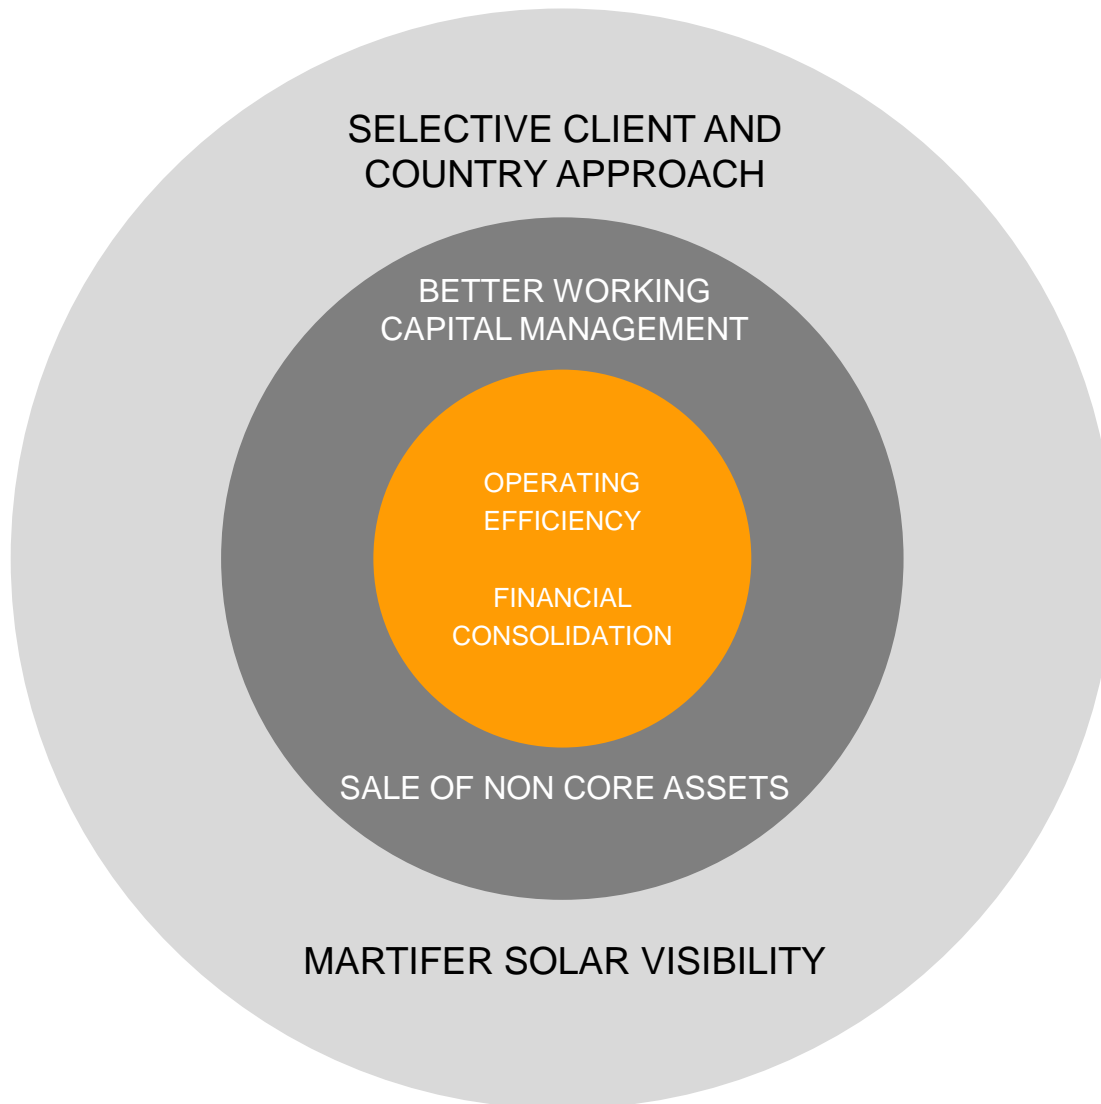 SELECTIVE CLIENT AND
COUNTRY APPROACH
BETTER WORKING
CAPITAL MANAGEMENT
OPERATING
EFFICIENCY
FINANCIAL
CONSOLIDATION
SALE OF NON CORE ASSETS
MARTIFER SOLAR VISIBILITY